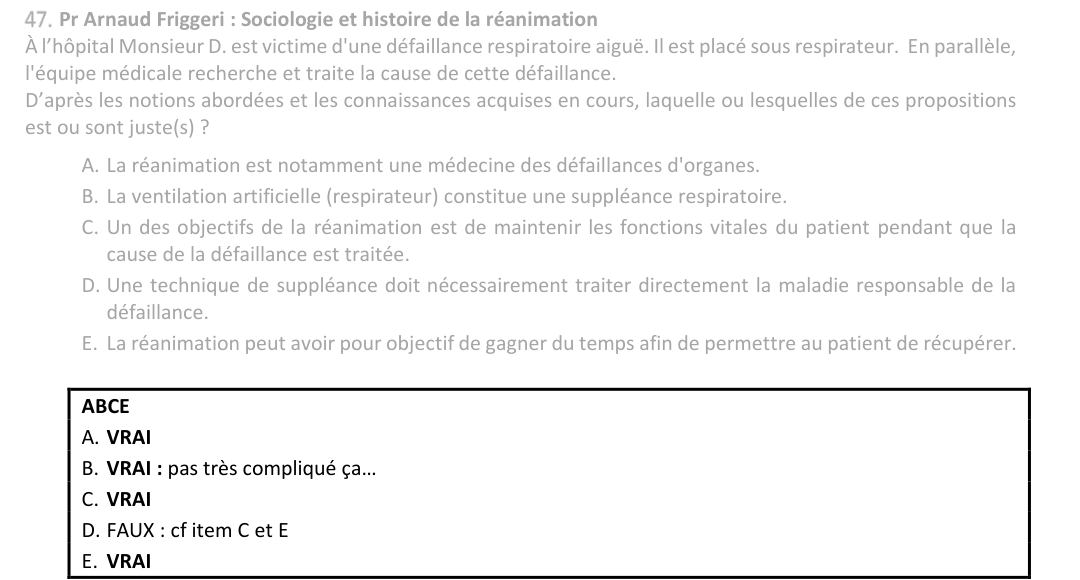 47. Pr Arnaud Friggeri : Sociologie et histoire de la réanimation
À l'hôpital Monsieur D. est victime d'une défaillance respiratoire aiguë. Il est placé sous respirateur. En parallèle,
l'équipe médicale recherche et traite la cause de cette défaillance.
D'après les notions abordées et les connaissances acquises en cours, laquelle ou lesquelles de ces propositions
est ou sont juste(s) ?
A. La réanimation est notamment une médecine des défaillances d'organes.
B. La ventilation artificielle (respirateur) constitue une suppléance respiratoire.
C. Un des objectifs de la réanimation est de maintenir les fonctions vitales du patient pendant que la
cause de la défaillance est traitée.
D. Une technique de suppléance doit nécessairement traiter directement la maladie responsable de la
défaillance.
E. La réanimation peut avoir pour objectif de gagner du temps afin de permettre au patient de récupérer.
ABCE
A. VRAI
B. VRAI : pas très compliqué ça...
C. VRAI
D. FAUX : cf item C et E
E. VRAI